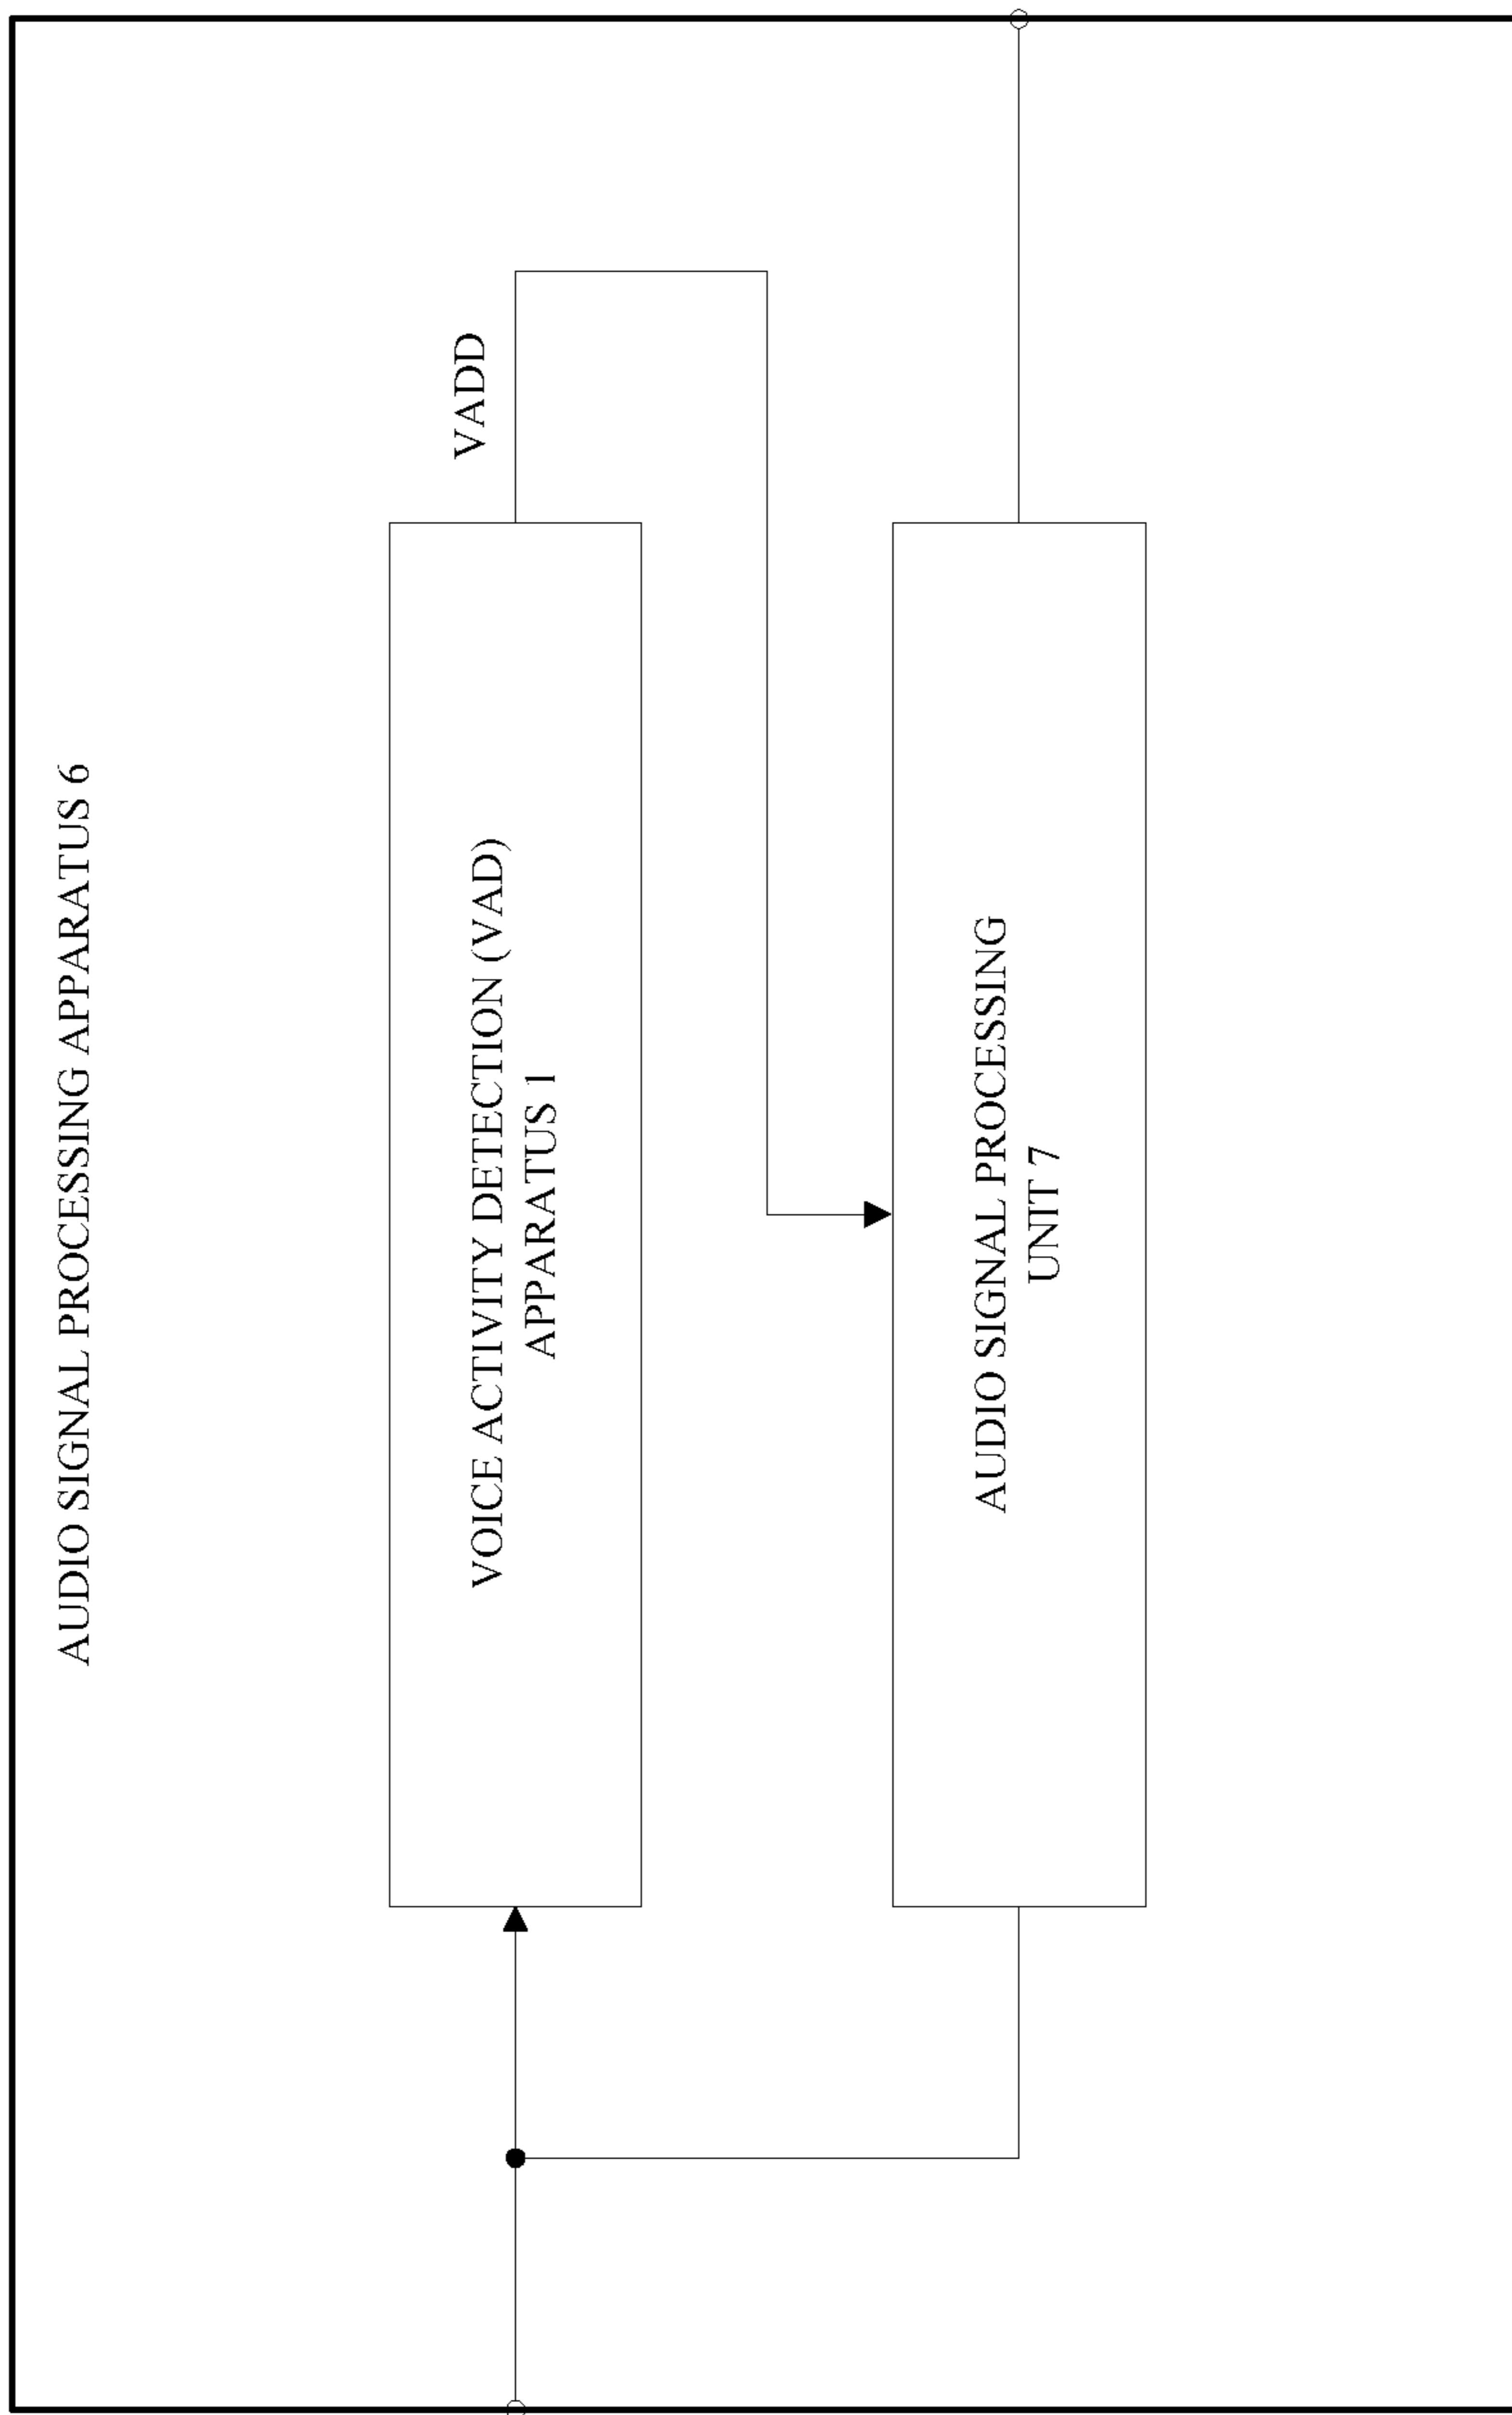 AUDIO SIGNAL PROCESSING APPARATUS 6
VADD
VOICE ACTIVITY DETECTION (VAD)
APPARATUS 1
AUDIO SIGNAL PROCESSING
UNIT 7